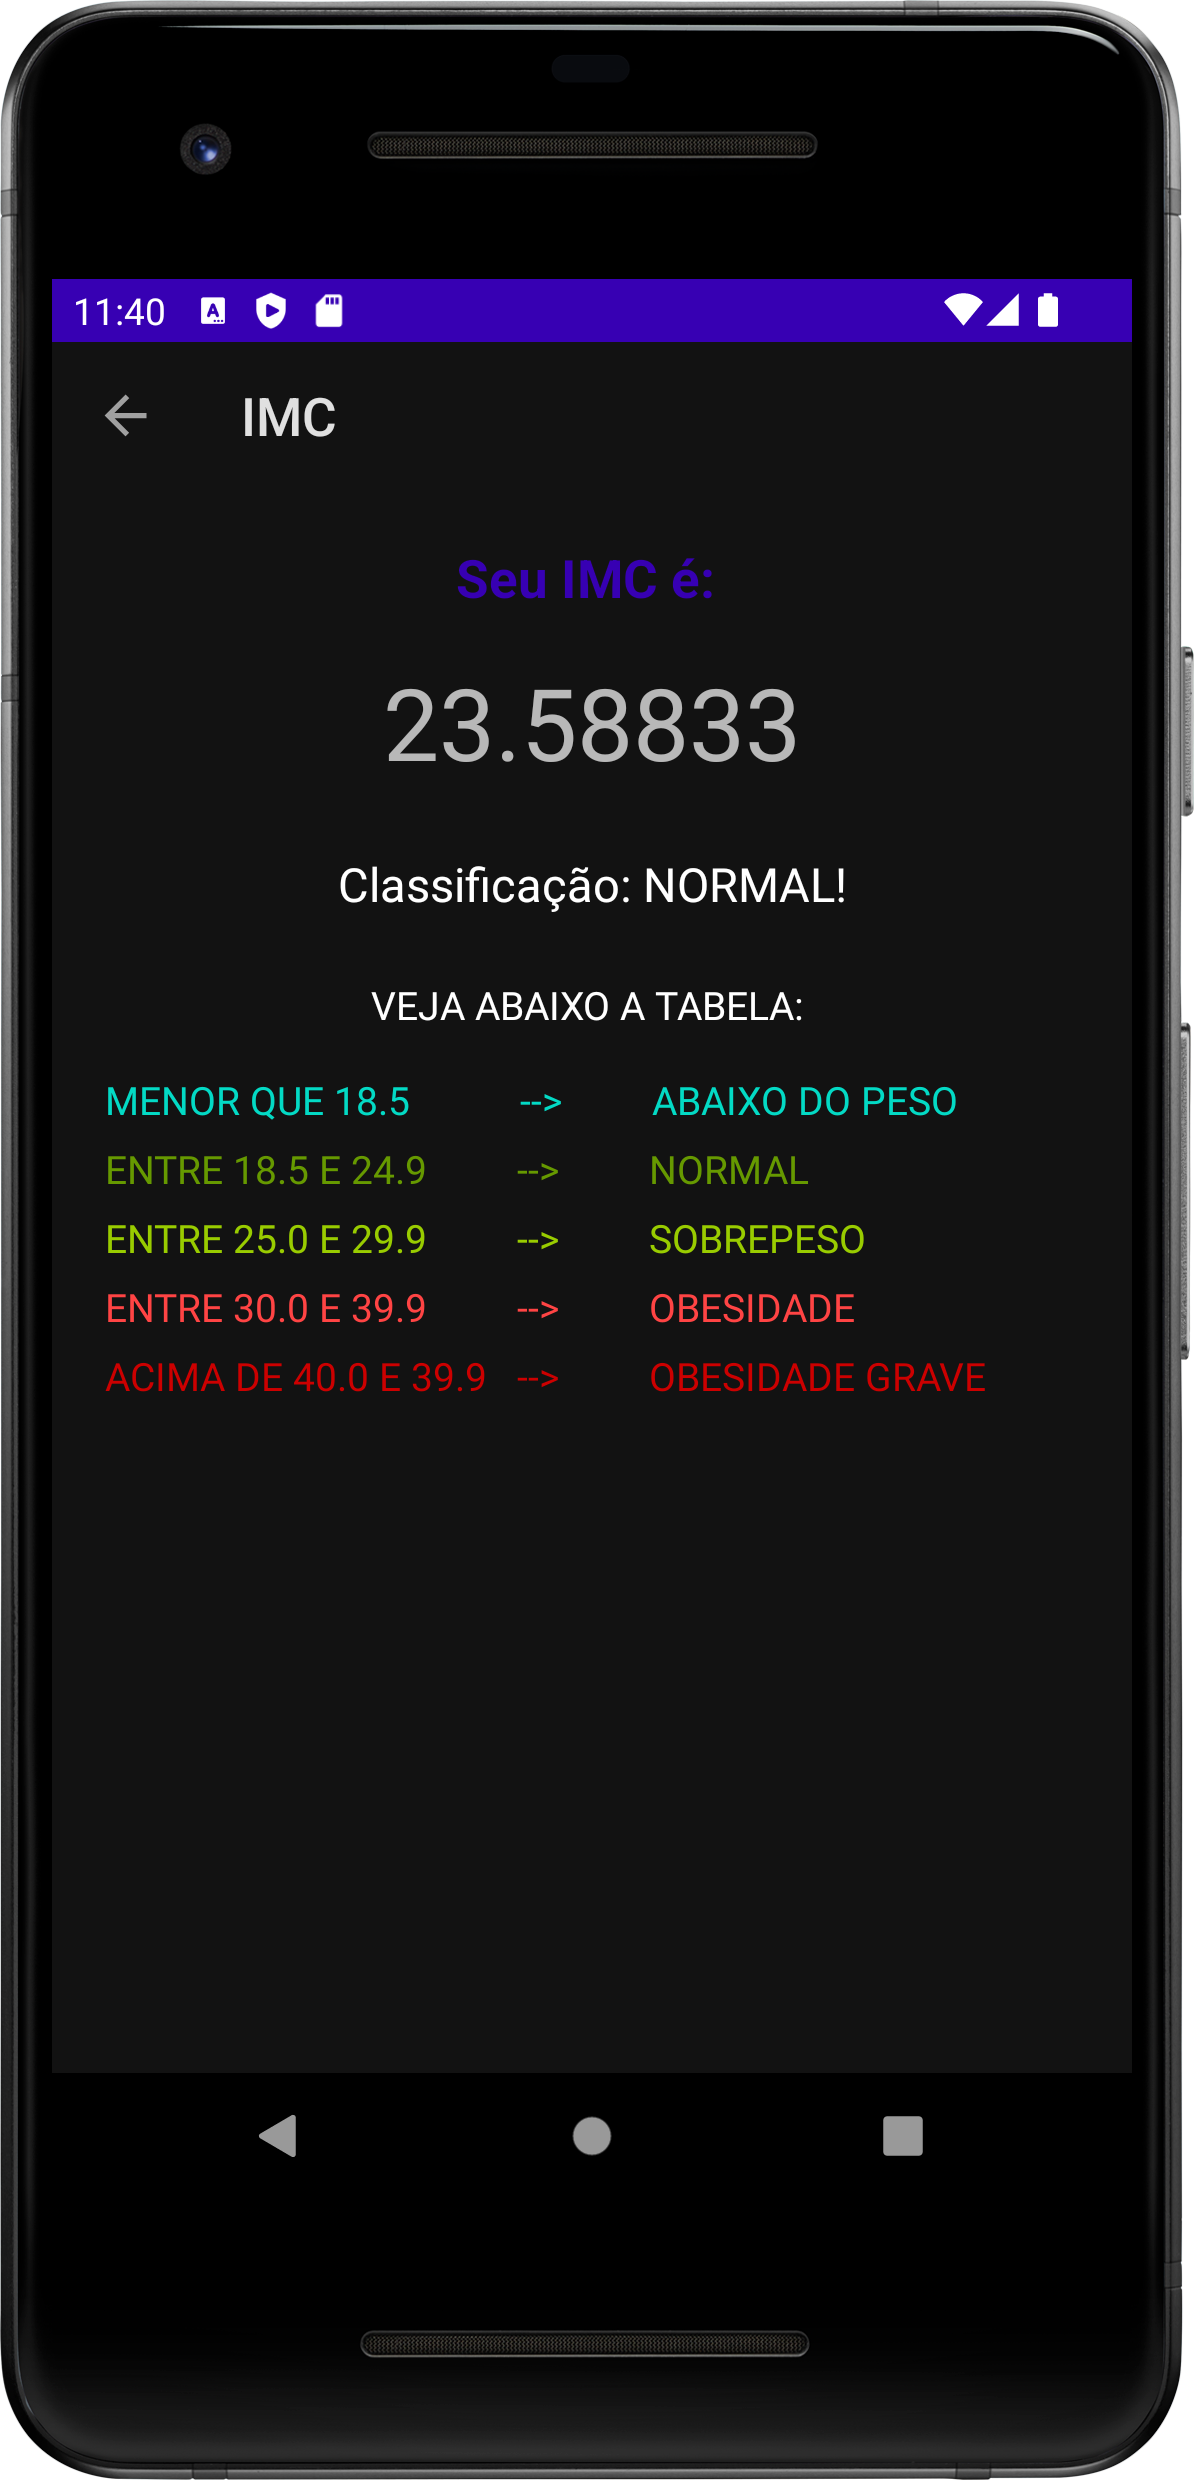 11:40
IMC
Seu IMC é:
23.58833
Classificação: NORMAL!
VEJA ABAIXO A TABELA:
MENOR QUE 18.5 --> ABAIXO DO PESO
ENTRE 18.5 E 24.9 --> NORMAL
ENTRE 25.0 E 29.9 --> SOBREPESO
ENTRE 30.0 E 39.9 --> OBESIDADE
ACIMA DE 40.0 E 39.9 --> OBESIDADE GRAVE